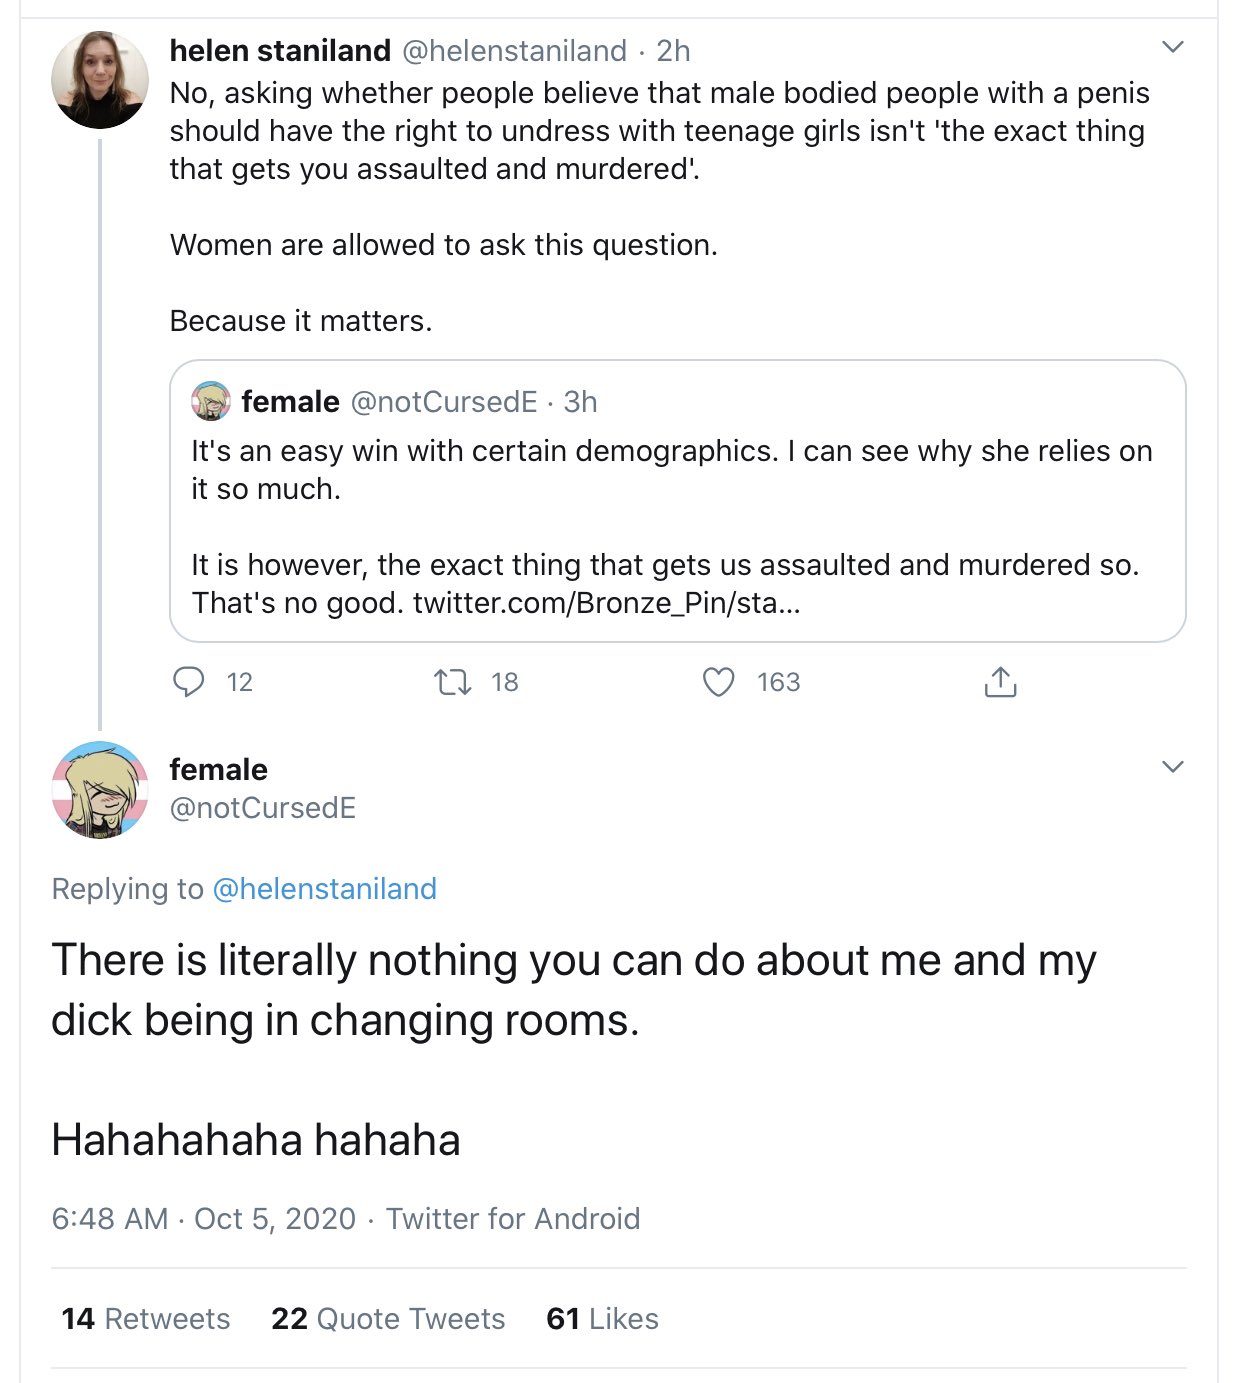 helen staniland @helenstaniland · 2h
No, asking whether people believe that male bodied people with a penis
should have the right to undress with teenage girls isn't 'the exact thing
that gets you assaulted and murdered'.
Women are allowed to ask this question.
Because it matters.
female @notCursedE · 3h
It's an easy win with certain demographics. I can see why she relies on
it so much.
It is however, the exact thing that gets us assaulted and murdered so.
That's no good. twitter.com/Bronze_Pin/sta...
12 18 163
female
@notCursedE
Replying to @helenstaniland
There is literally nothing you can do about me and my
dick being in changing rooms.
Hahahahaha hahaha
6:48 AM · Oct 5, 2020 · Twitter for Android
14 Retweets 22 Quote Tweets 61 Likes